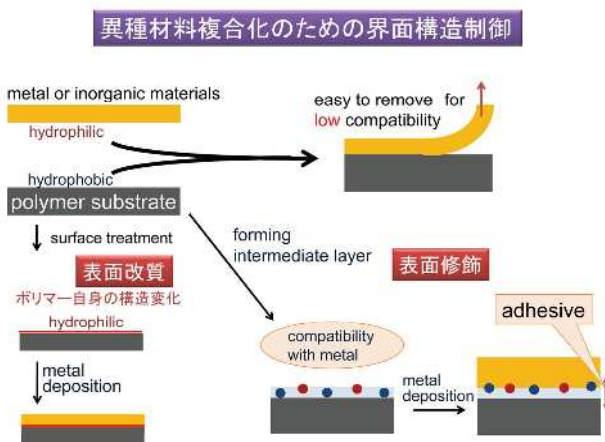 異種材料複合化のための界面構造制御
metal or inorganic materials
hydrophilic
easy to remove for
low compatibility
hydrophobic
polymer substrate
surface treatment
表面改質
ポリマー自身の構造変化
hydrophilic
metal
deposition
forming
intermediate layer
表面修飾
compatibility
with metal
metal
deposition
adhesive